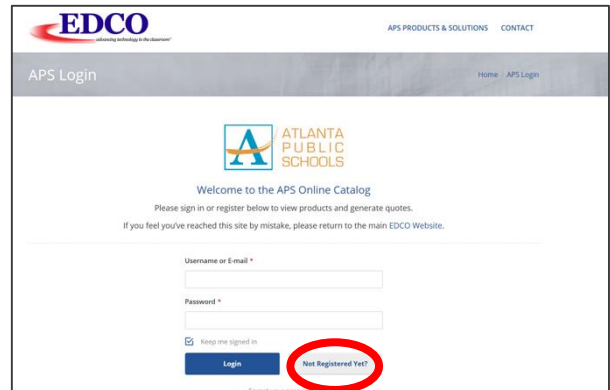 EDCO
advancing technology in the classroom
APS PRODUCTS & SOLUTIONS CONTACT
APS Login
Home APS Login
ATLANTA
PUBLIC
SCHOOLS
Welcome to the APS Online Catalog
Please sign in or register below to view products and generate quotes.
If you feel you've reached this site by mistake, please return to the main EDCO Website.
Username or E-mail *
Password *
Keep me signed in
Login Not Registered Yet?